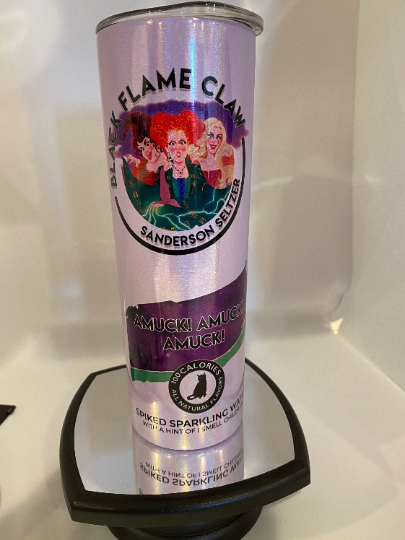 BLACK FLAME CLAW
SANDERSON SELTZER
AMUCK! AMUCK!
AMUCK!
100 CALORIES
ALL NATURAL FLAVORS
SPIKED SPARKLING
WITH A HINT OF I SMELL